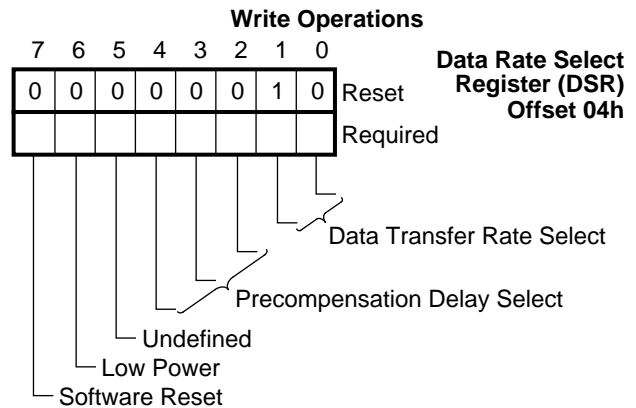 Write Operations
7 6 5 4 3 2 1 0
Data Rate Select
Register (DSR)
Offset 04h
0 0 0 0 0 0 1 0 Reset
Required
Data Transfer Rate Select
Precompensation Delay Select
Undefined
Low Power
Software Reset